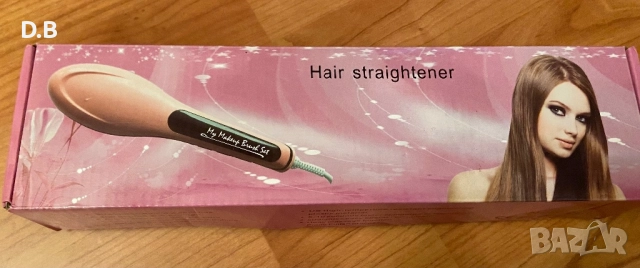 D.B
Hair straightener
My Makeup Brush Set
BAZAR